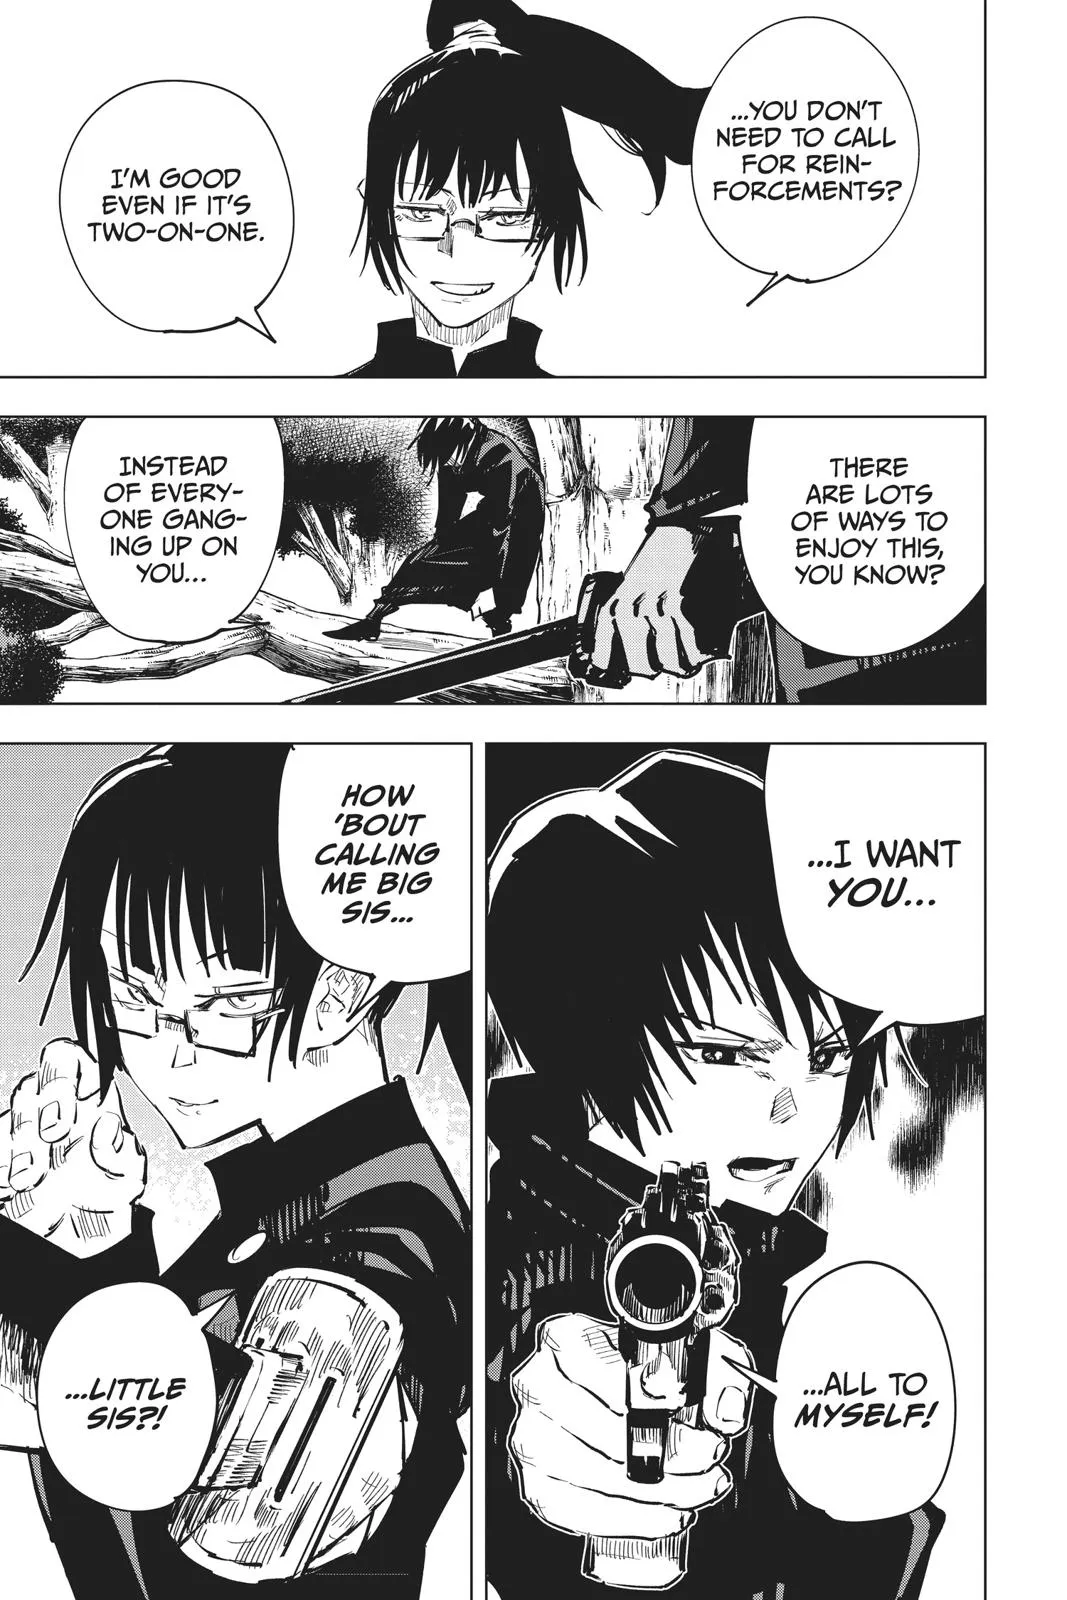 ...YOU DON'T
NEED TO CALL
FOR REIN-
FORCEMENTS?
I'M GOOD
EVEN IF IT'S
TWO-ON-ONE.
THERE
ARE LOTS
OF WAYS TO
ENJOY THIS,
YOU KNOW?
INSTEAD
OF EVERY-
ONE GANG-
ING UP ON
YOU...
...I WANT
YOU...
...ALL TO
MYSELF!
HOW
'BOUT
CALLING
ME BIG
SIS...
...LITTLE
SIS?!